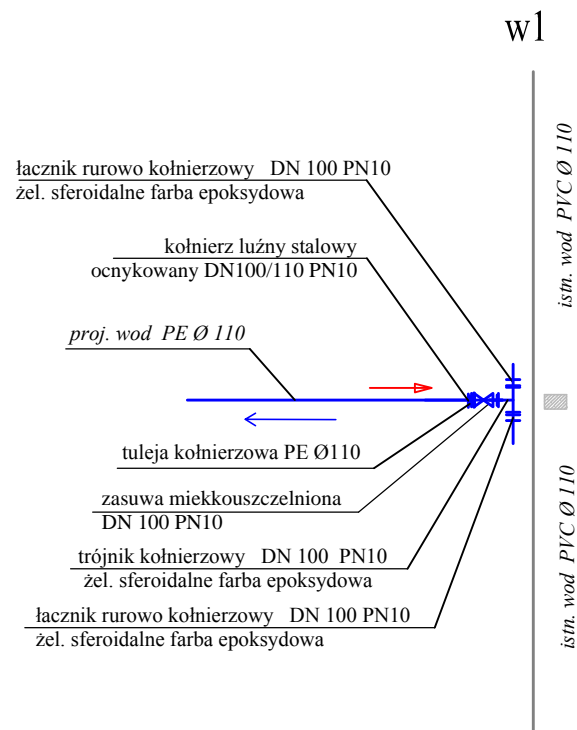 w1
istn. wod PVC Ø 110
łacznik rurowo kołnierzowy DN 100 PN10
żel. sferoidalne farba epoksydowa
kołnierz luźny stalowy
ocnykowany DN100/110 PN10
proj. wod PE Ø 110
tuleja kołnierzowa PE Ø110
zasuwa miekkouszczelniona
DN 100 PN10
trójnik kołnierzowy DN 100 PN10
żel. sferoidalne farba epoksydowa
łacznik rurowo kołnierzowy DN 100 PN10
żel. sferoidalne farba epoksydowa
istn. wod PVC Ø 110